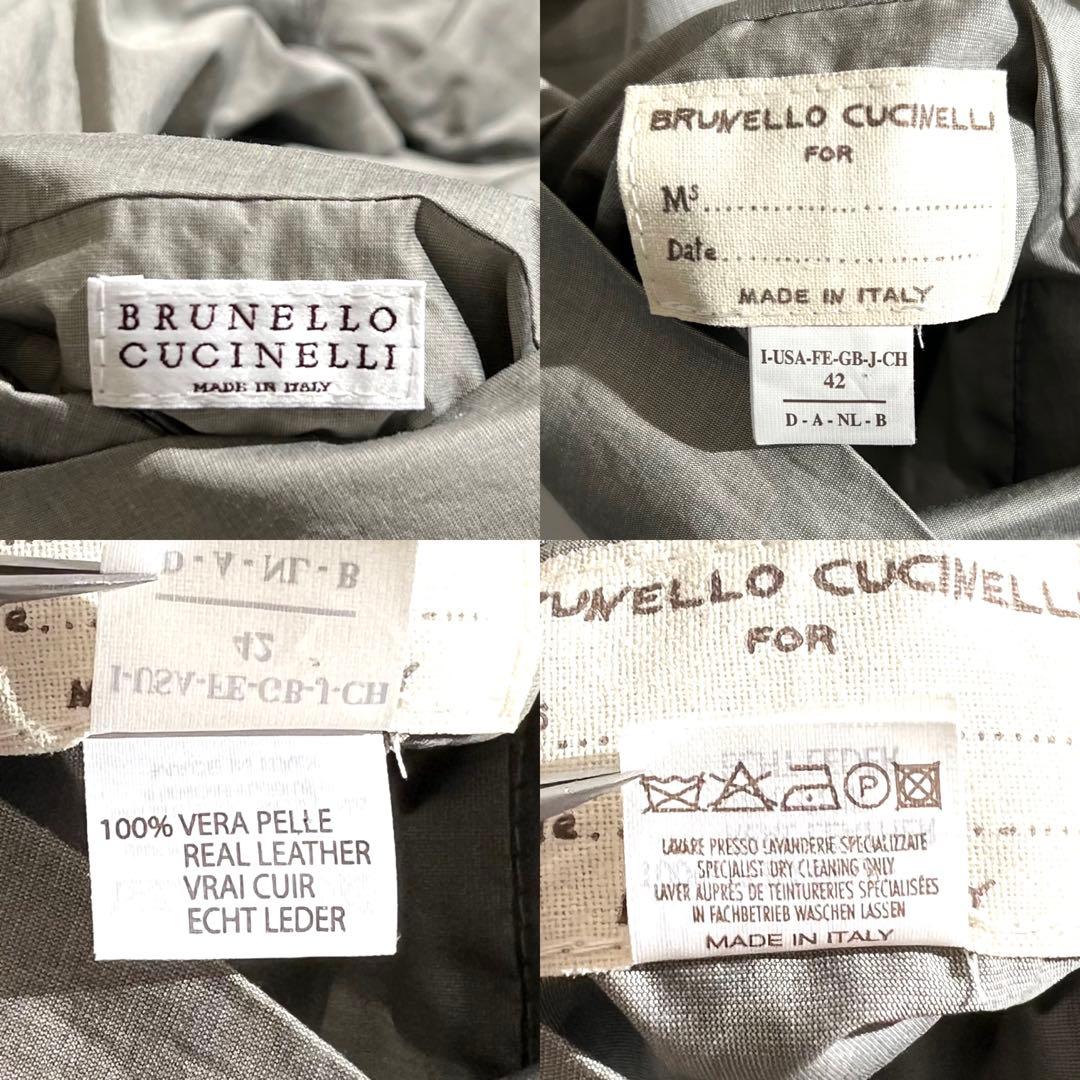 BRUNELLO
CUCINELLI
MADE IN ITALY
BRUNELLO CUCINELLI
FOR
Ms
Date
MADE IN ITALY
I-USA-FE-GB-J-CH
42
D - A - NL - B
D - A - NL - B
42
I-USA-FE-GB-J-CH
100% VERA PELLE
REAL LEATHER
VRAI CUIR
ECHT LEDER
UNELLO CUCINELL
FOR
P
LAVARE PRESSO LAVANDERIE SPECIALIZZATE
SPECIALIST DRY CLEANING ONLY
LAVER AUPRÈS DE TEINTURERIES SPÉCIALISÉES
IN FACHBETRIEB WASCHEN LASSEN
MADE IN ITALY